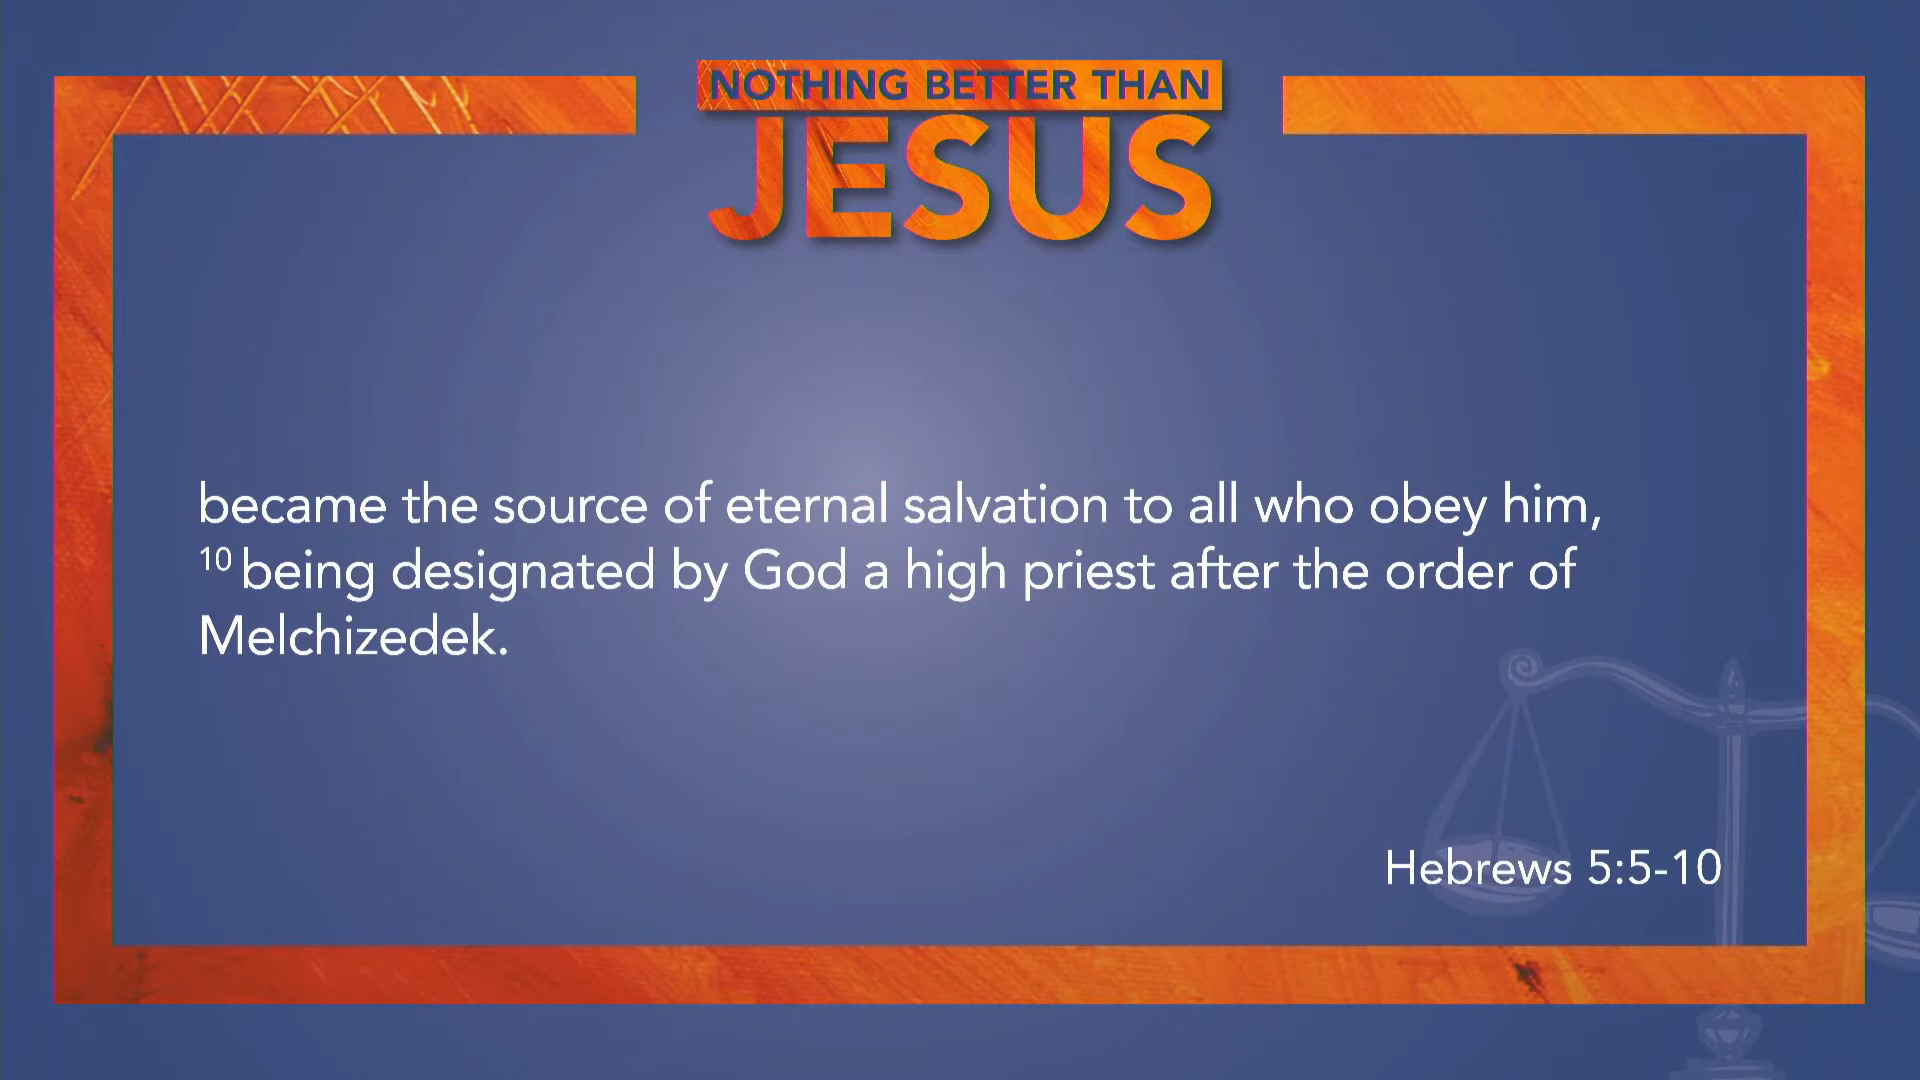 NOTHING BETTER THAN
JESUS
became the source of eternal salvation to all who obey him,
10 being designated by God a high priest after the order of
Melchizedek.
Hebrews 5:5-10